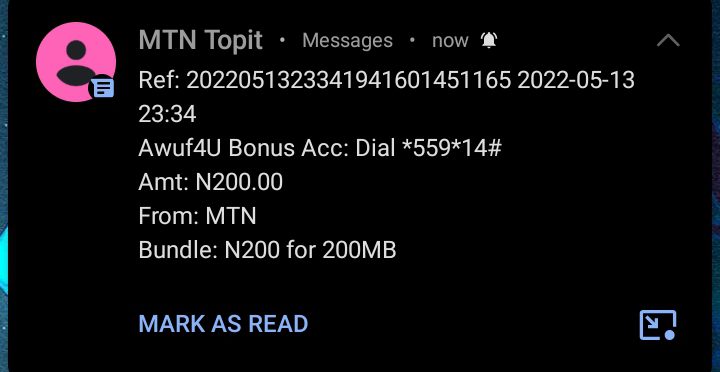 MTN Topit • Messages • now
Ref: 2022051323341941601451165 2022-05-13
23:34
Awuf4U Bonus Acc: Dial *559*14#
Amt: N200.00
From: MTN
Bundle: N200 for 200MB
MARK AS READ